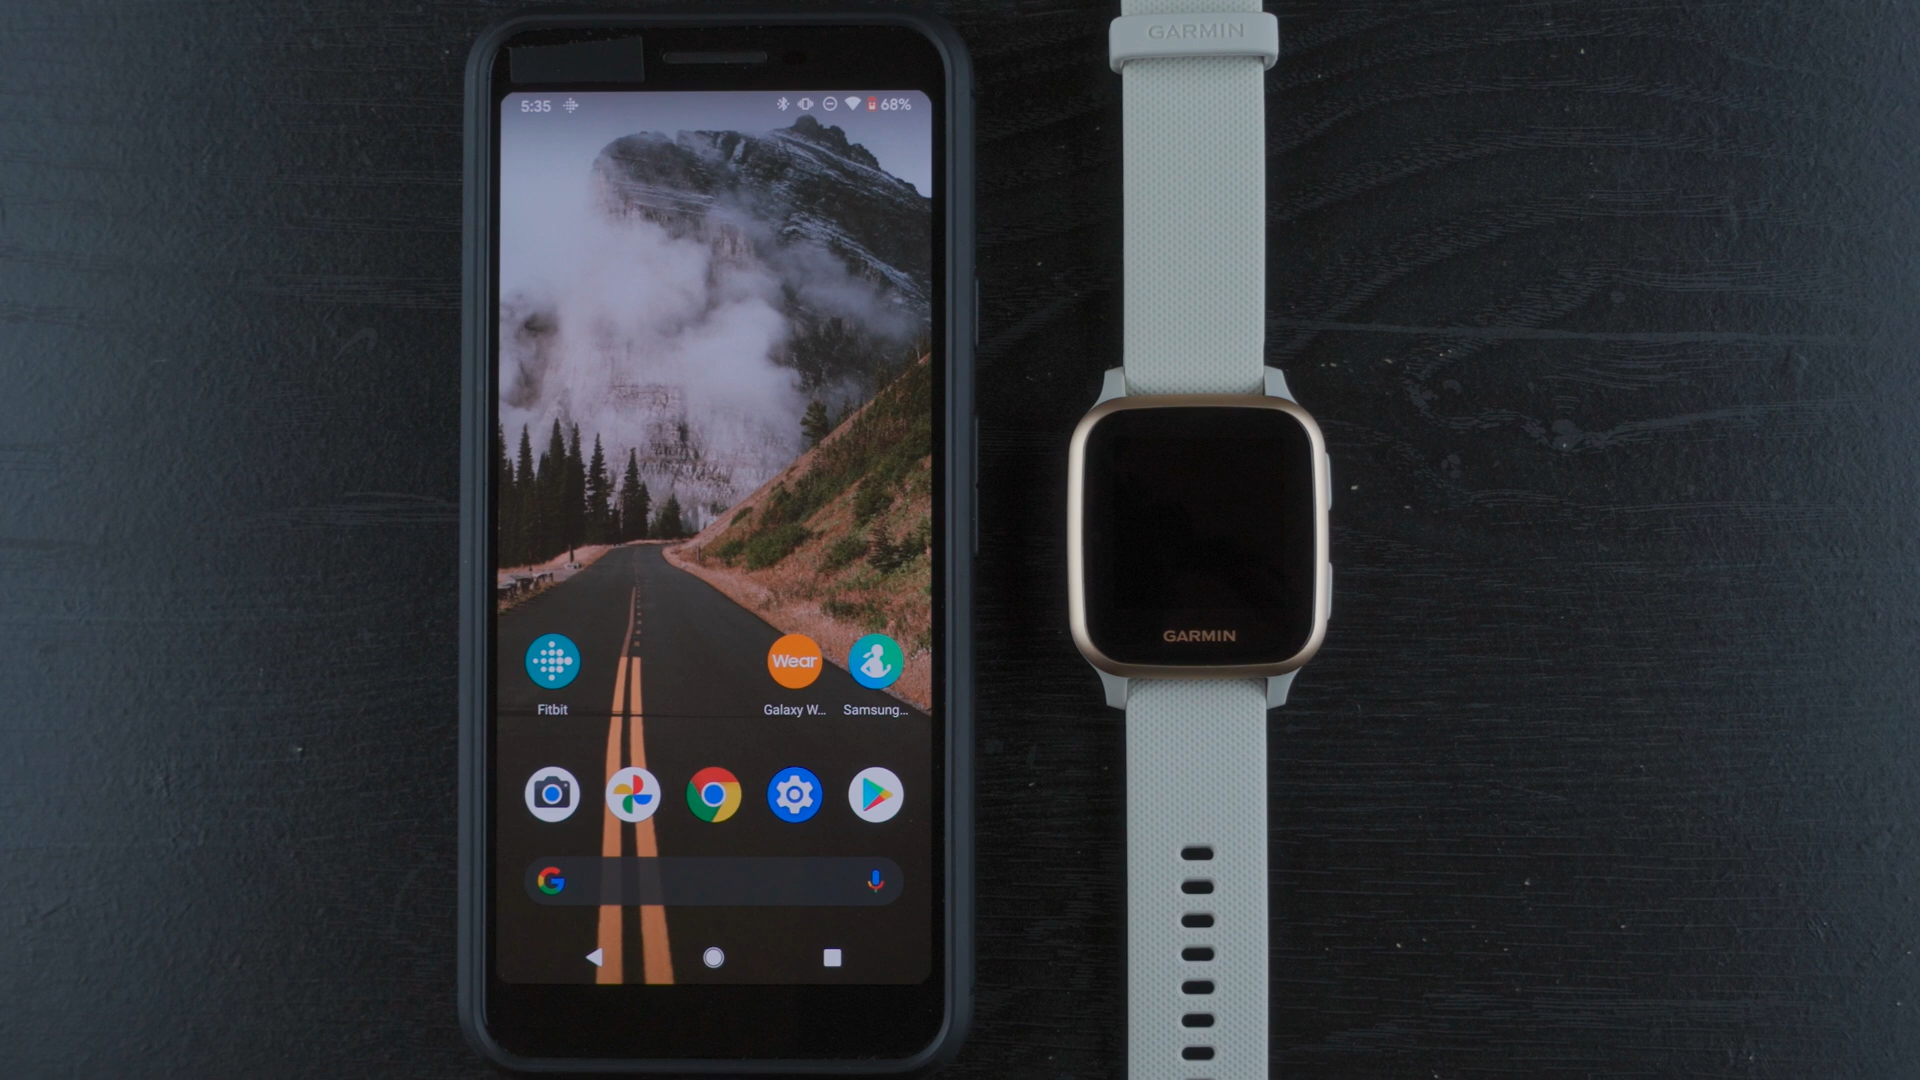 GARMIN
5:35
68%
GARMIN
Wear
Fitbit
Galaxy W...
Samsung...